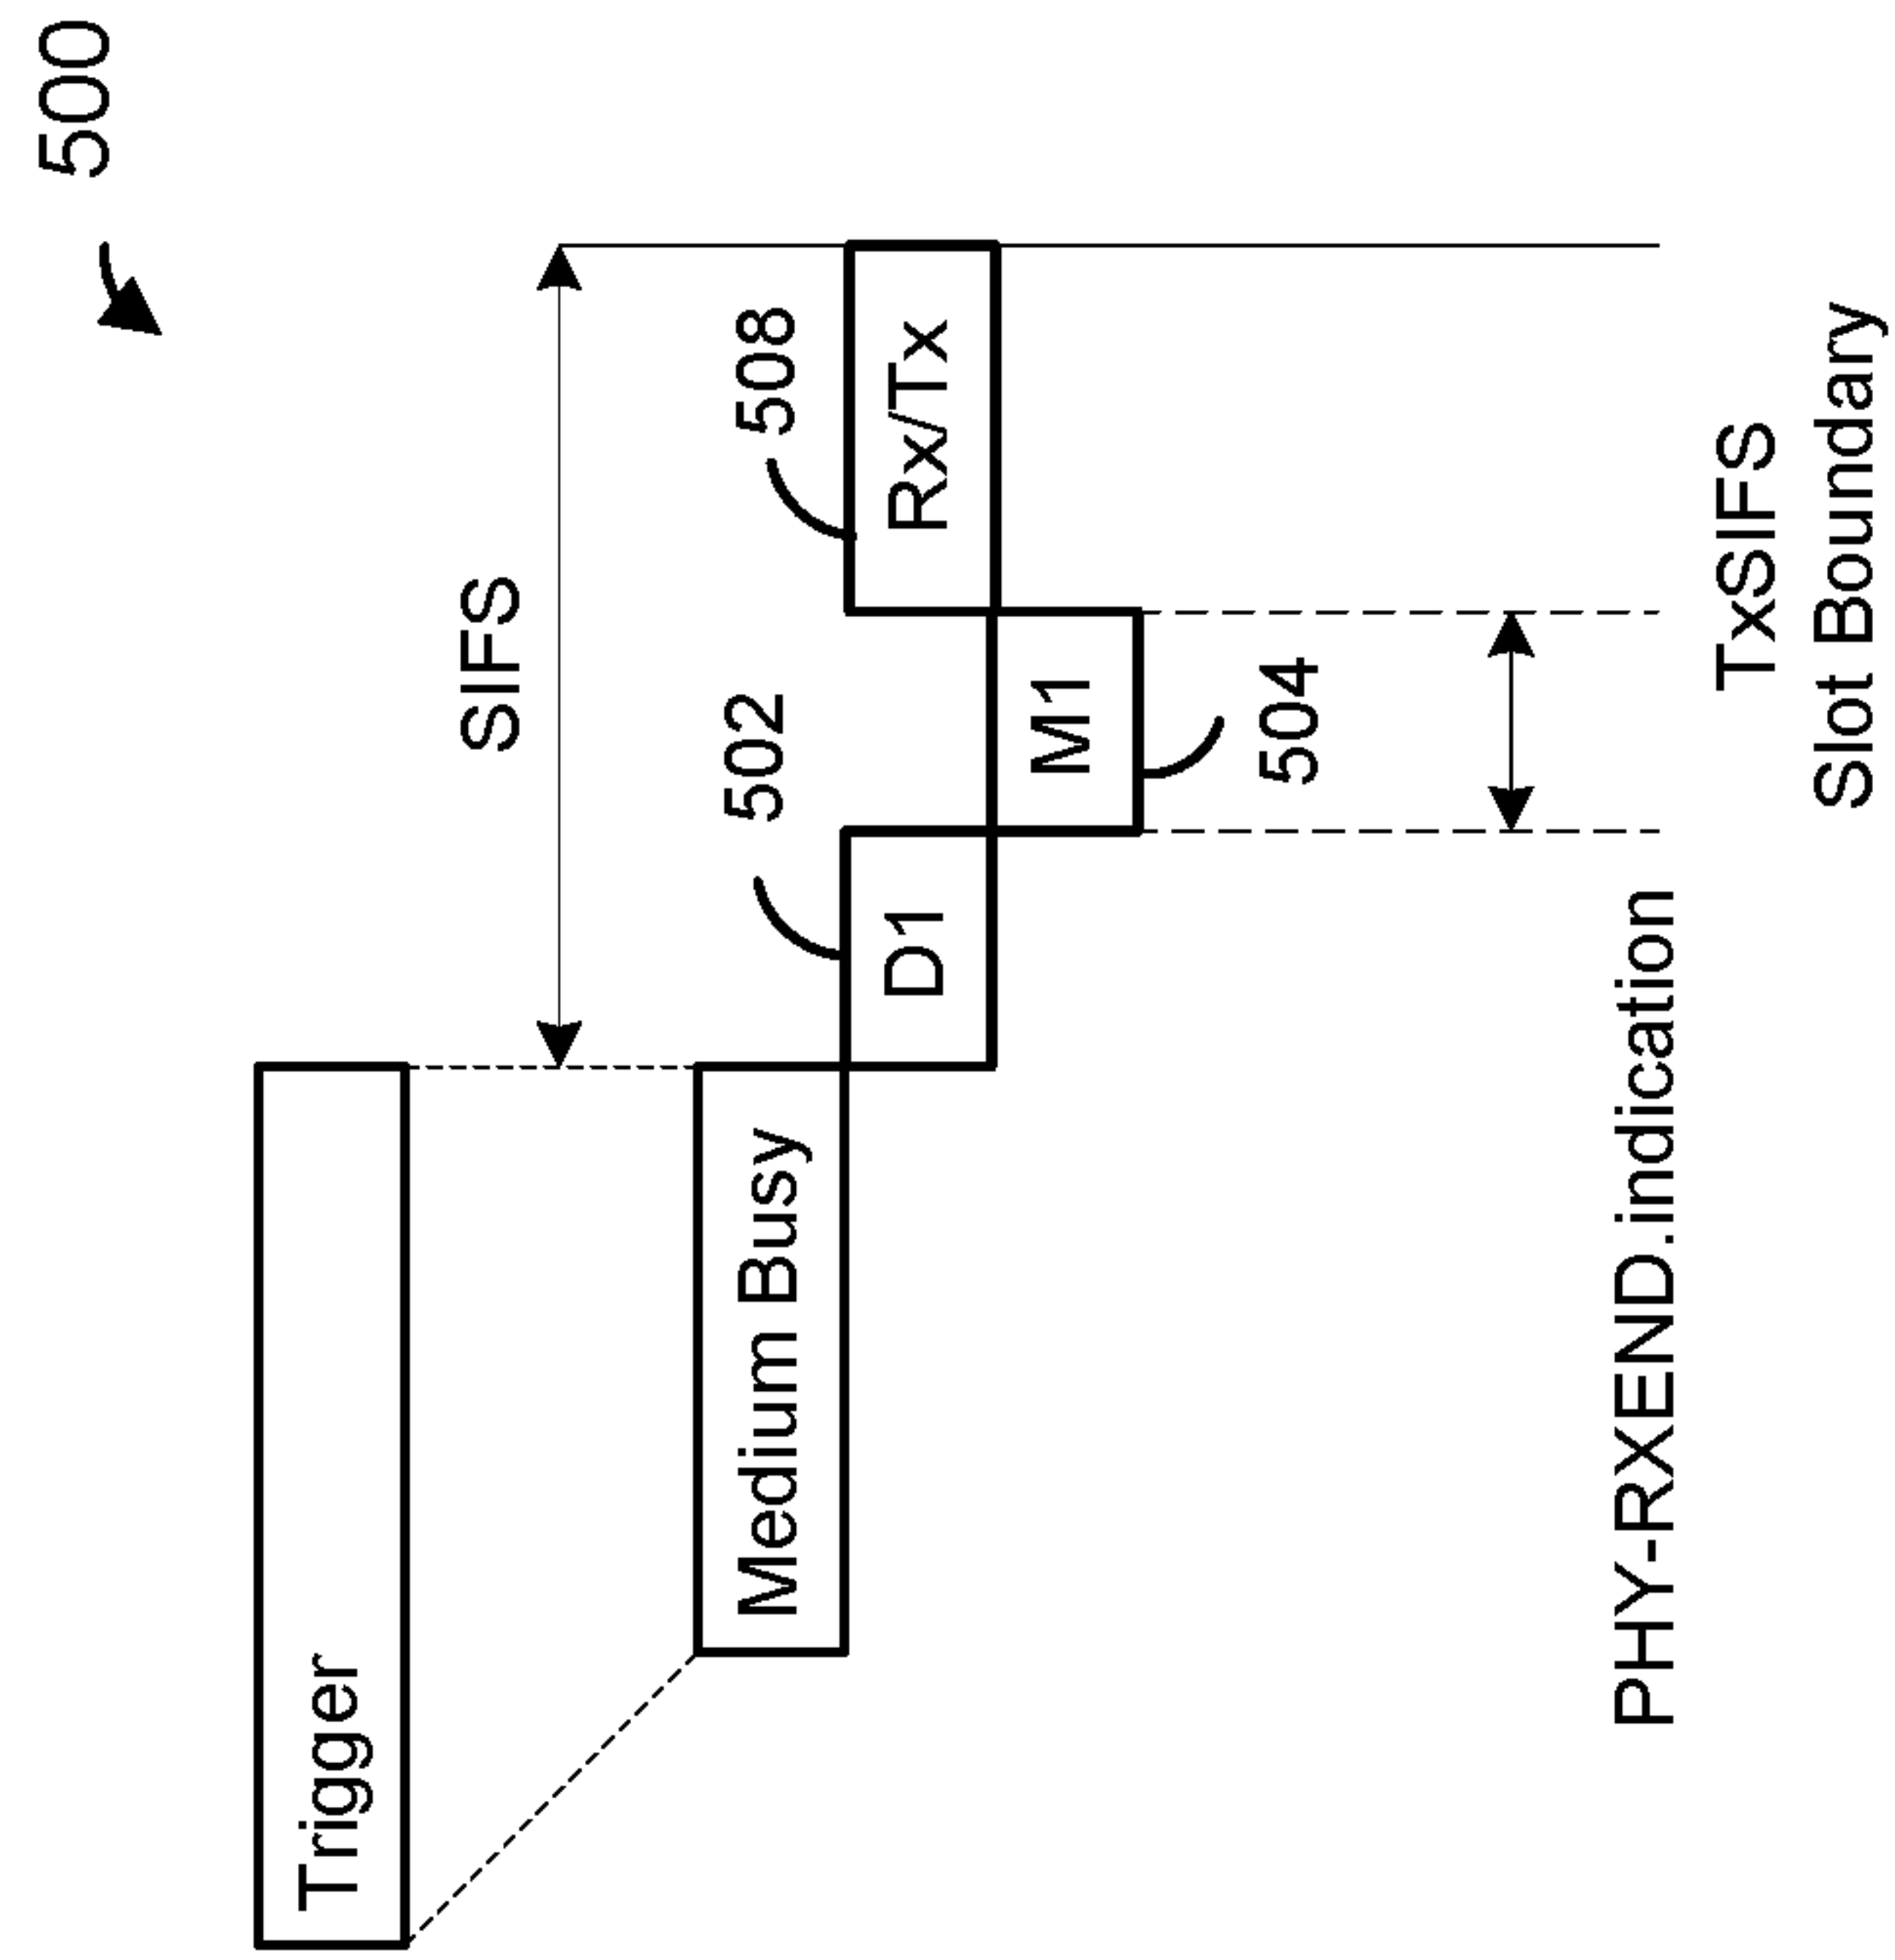 500
Trigger
SIFS
Medium Busy
502
508
D1
Rx/Tx
M1
504
PHY-RXEND.indication
TxSIFS
Slot Boundary